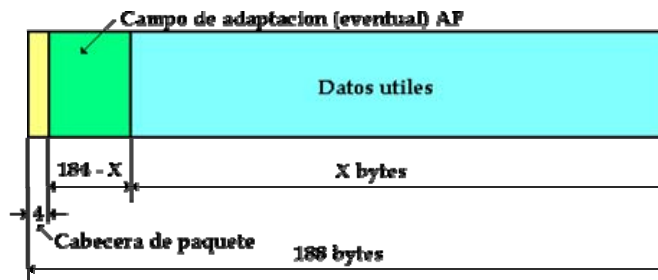 Campo de adaptacion (eventual) AF
Datos utiles
184 - X
X bytes
4
Cabecera de paquete
188 bytes